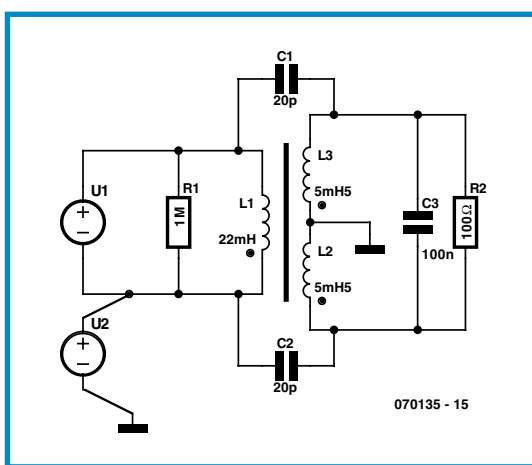 C1
20p
U1
R1
1M
L1
22mH
L3
5mH5
L2
5mH5
C3
100n
R2
100Ω
U2
C2
20p
070135 - 15